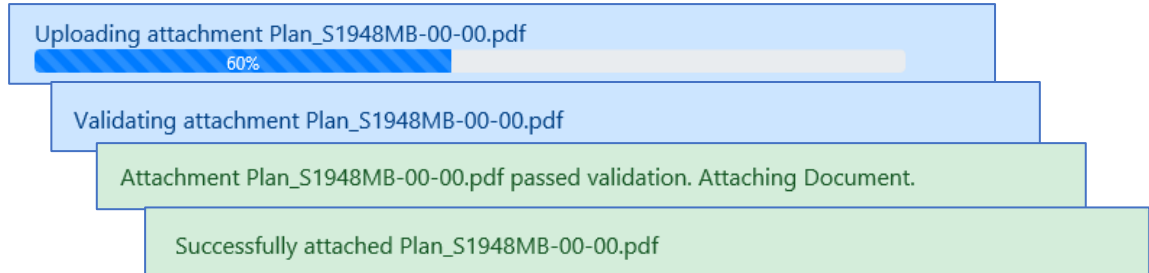 Uploading attachment Plan_S1948MB-00-00.pdf
60%
Validating attachment Plan_S1948MB-00-00.pdf
Attachment Plan_S1948MB-00-00.pdf passed validation. Attaching Document.
Successfully attached Plan_S1948MB-00-00.pdf